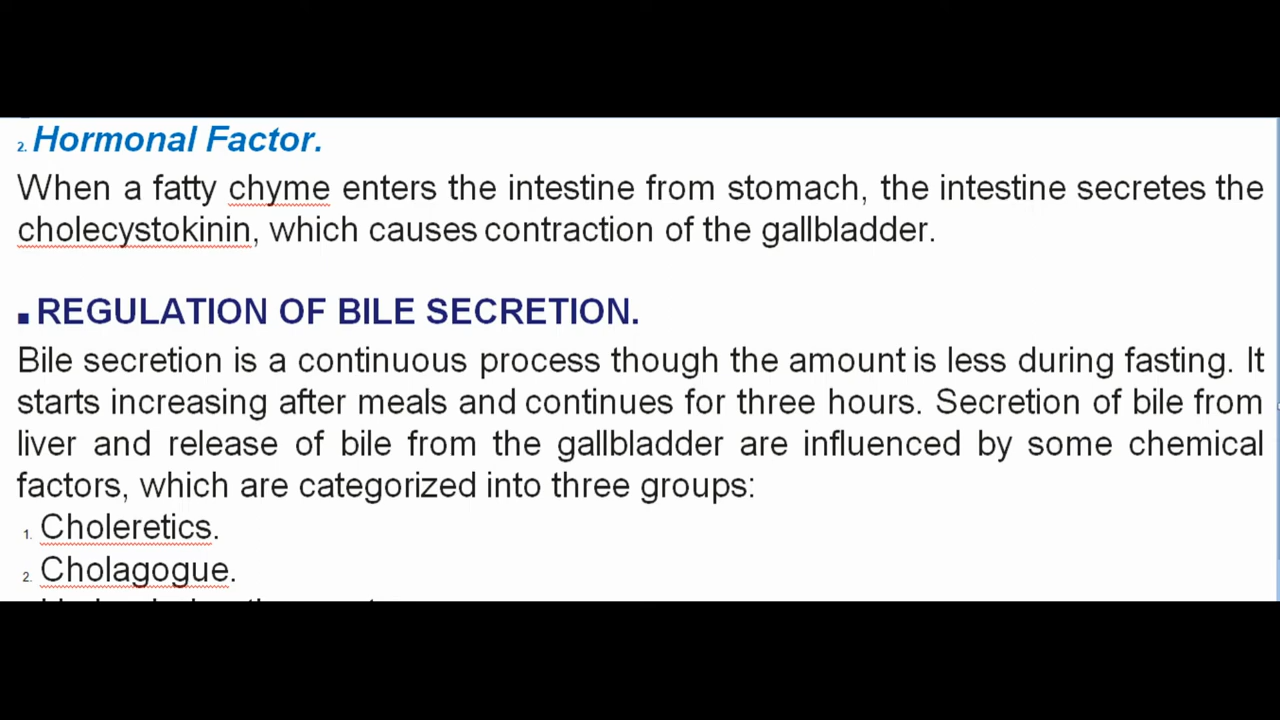 2. Hormonal Factor.
When a fatty chyme enters the intestine from stomach, the intestine secretes the
cholecystokinin, which causes contraction of the gallbladder.
■ REGULATION OF BILE SECRETION.
Bile secretion is a continuous process though the amount is less during fasting. It
starts increasing after meals and continues for three hours. Secretion of bile from
liver and release of bile from the gallbladder are influenced by some chemical
factors, which are categorized into three groups:
1. Choleretics.
2. Cholagogue.